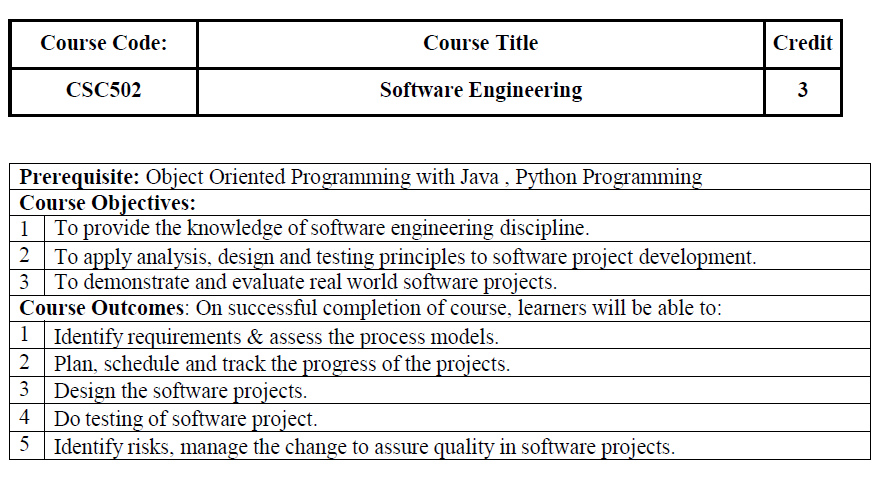 Course Code: Course Title Credit
CSC502 Software Engineering 3
Prerequisite: Object Oriented Programming with Java , Python Programming
Course Objectives:
1 To provide the knowledge of software engineering discipline.
2 To apply analysis, design and testing principles to software project development.
3 To demonstrate and evaluate real world software projects.
Course Outcomes: On successful completion of course, learners will be able to:
1 Identify requirements & assess the process models.
2 Plan, schedule and track the progress of the projects.
3 Design the software projects.
4 Do testing of software project.
5 Identify risks, manage the change to assure quality in software projects.